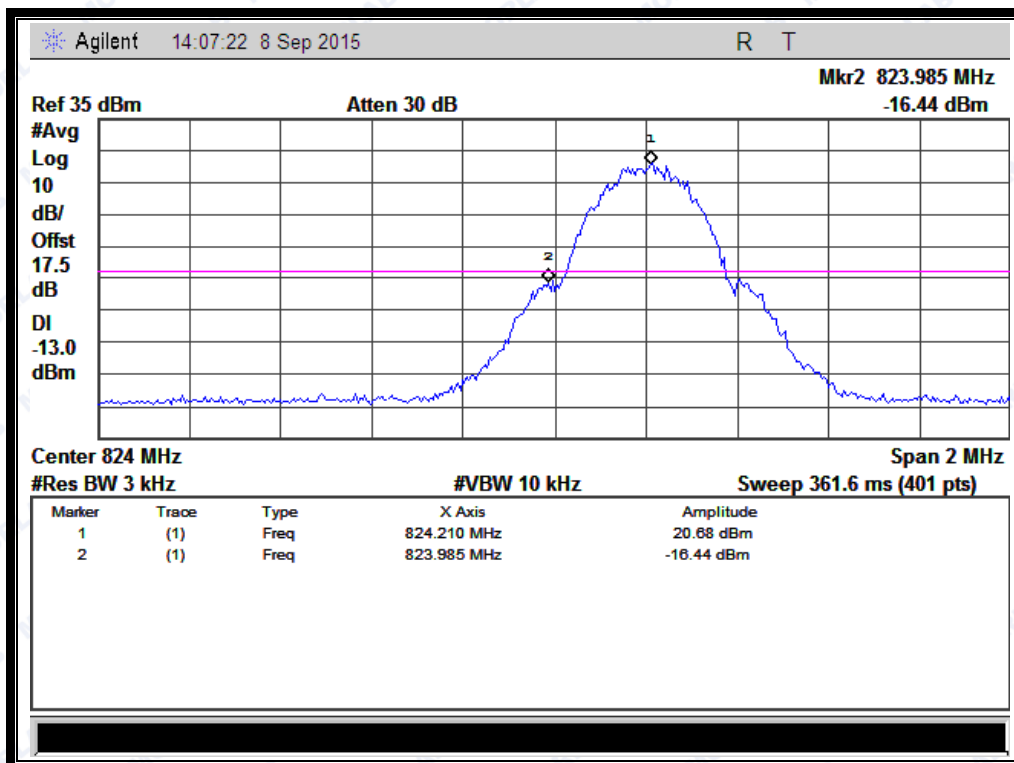 Agilent 14:07:22 8 Sep 2015 R T
Mkr2 823.985 MHz
Ref 35 dBm Atten 30 dB -16.44 dBm
#Avg
Log
10
dB/
Offst
17.5
dB
DI
-13.0
dBm
1
2
Center 824 MHz Span 2 MHz
#Res BW 3 kHz #VBW 10 kHz Sweep 361.6 ms (401 pts)
Marker Trace Type X Axis Amplitude
1 (1) Freq 824.210 MHz 20.68 dBm
2 (1) Freq 823.985 MHz -16.44 dBm